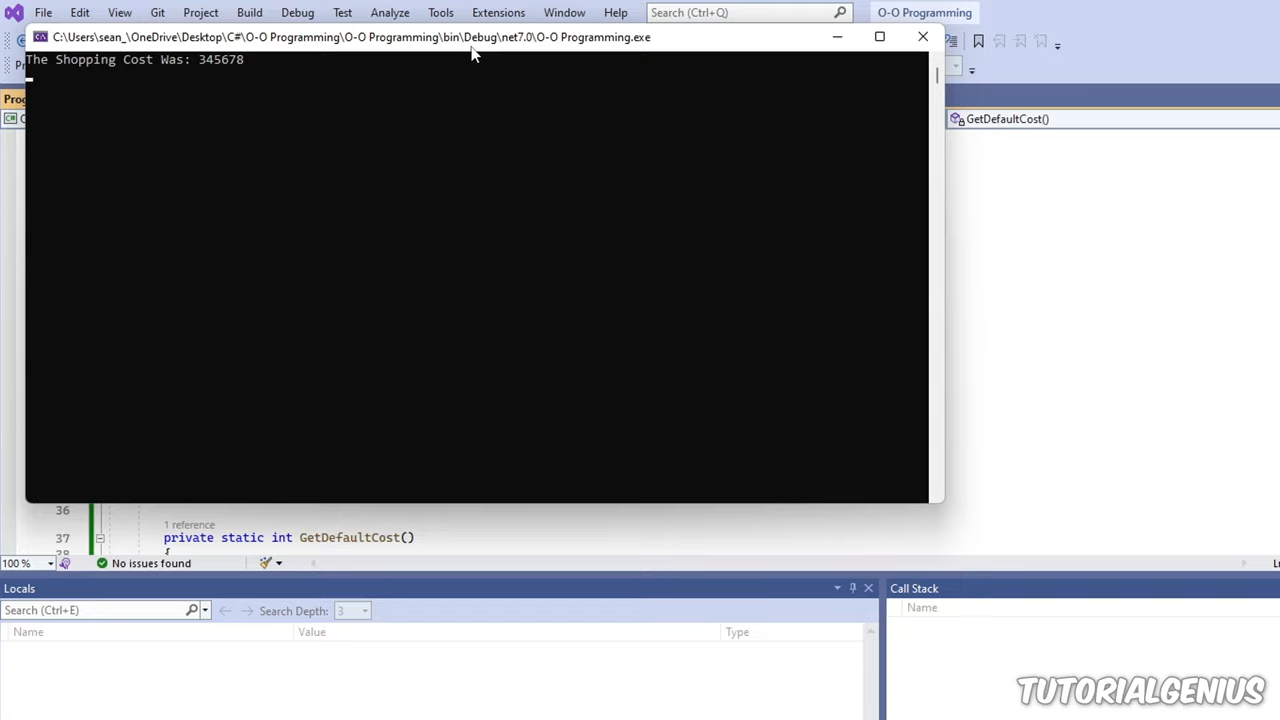 File Edit View Git Project Build Debug Test Analyze Tools Extensions Window Help Search (Ctrl+Q) O-O Programming
C:\Users\sean_\OneDrive\Desktop\C#\O-O Programming\O-O Programming\bin\Debug\net7.0\O-O Programming.exe
The Shopping Cost Was: 345678
GetDefaultCost()
36
1 reference
37 private static int GetDefaultCost()
38 {
100 % No issues found
Locals
Call Stack
Search (Ctrl+E) Search Depth: 3
Name
Name Value Type
TUTORIALGENIUS